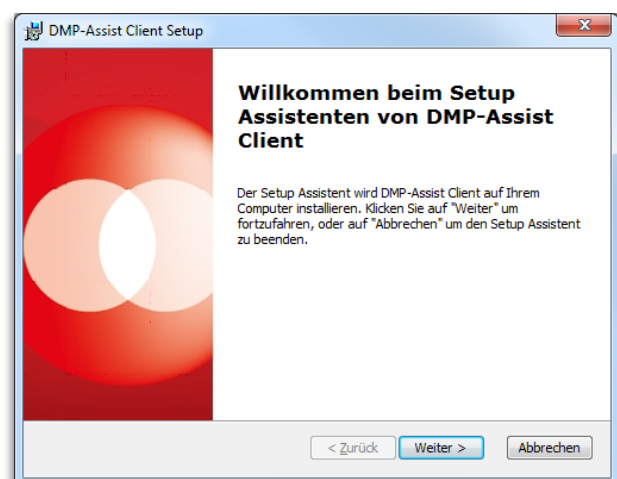 DMP-Assist Client Setup
Willkommen beim Setup
Assistenten von DMP-Assist
Client
Der Setup Assistent wird DMP-Assist Client auf Ihrem
Computer installieren. Klicken Sie auf "Weiter" um
fortzufahren, oder auf "Abbrechen" um den Setup Assistent
zu beenden.
< Zurück Weiter > Abbrechen